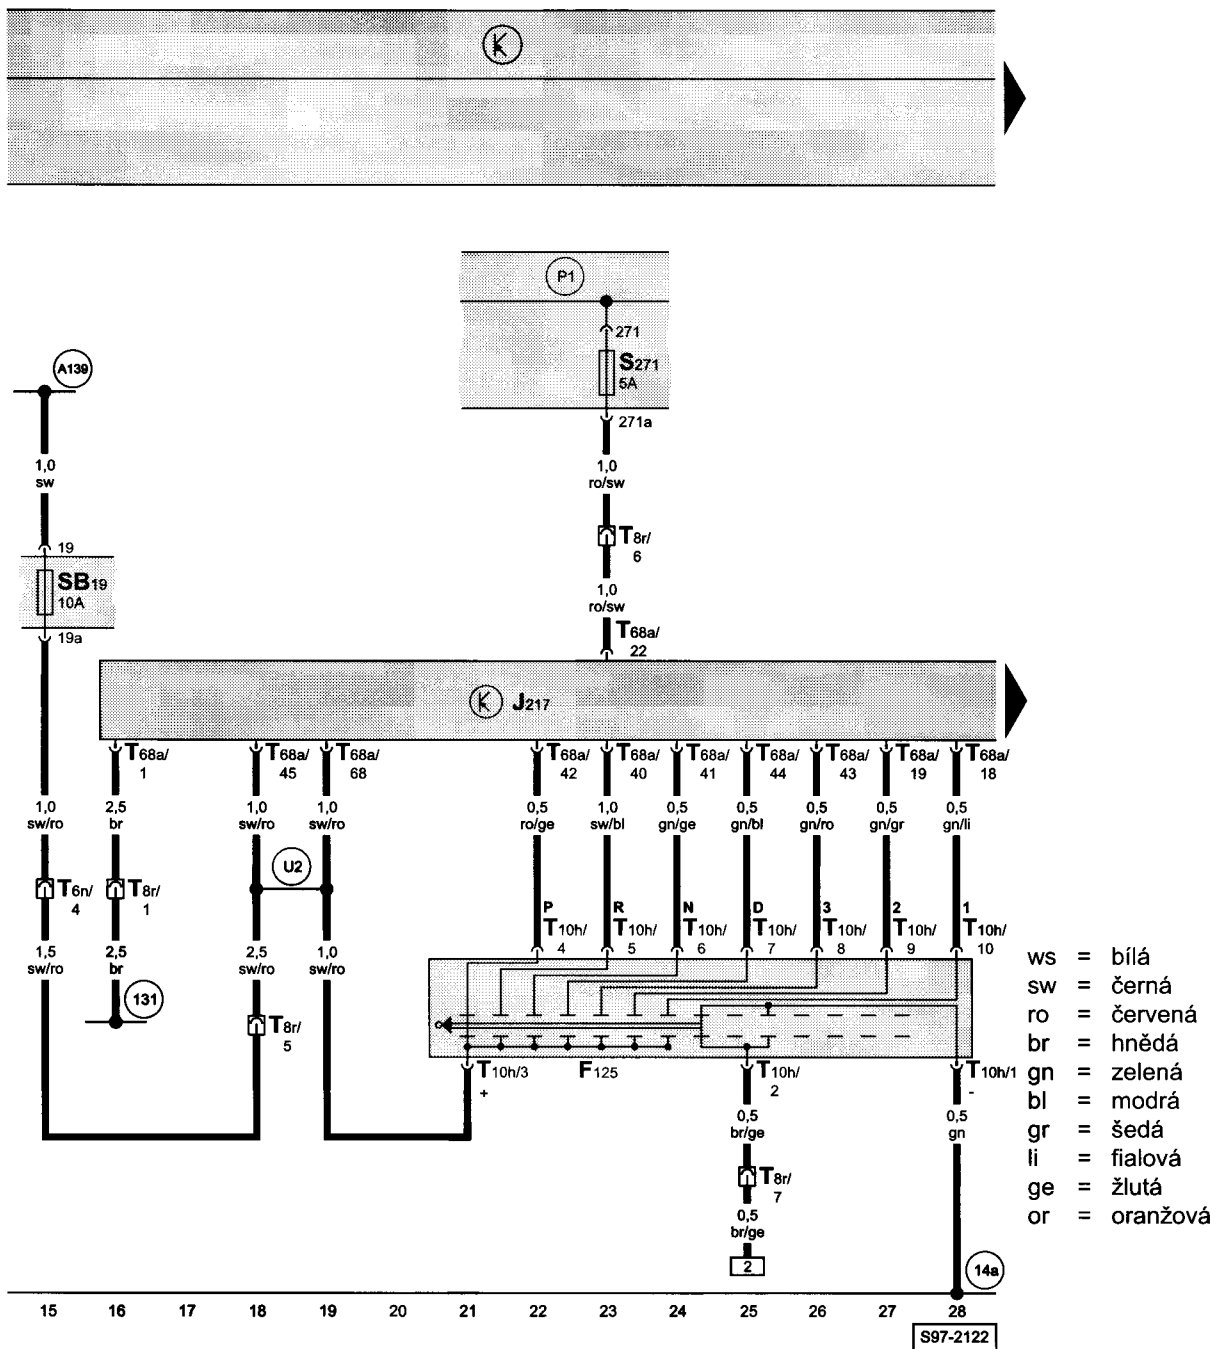 P1
271
S271
5A
271a
A139
1,0
sw
1,0
ro/sw
T8r/
6
19
SB19
10A
19a
1,0
ro/sw
T68a/
22
J217
T68a/
1
T68a/
45
T68a/
68
T68a/
42
T68a/
40
T68a/
41
T68a/
44
T68a/
43
T68a/
19
T68a/
18
1,0
sw/ro
2,5
br
1,0
sw/ro
1,0
sw/ro
0,5
ro/ge
1,0
sw/bl
0,5
gn/ge
0,5
gn/bl
0,5
gn/ro
0,5
gn/gr
0,5
gn/li
U2
T6n/
4
T8r/
1
P
T10h/
4
R
T10h/
5
N
T10h/
6
D
T10h/
7
3
T10h/
8
2
T10h/
9
1
T10h/
10
1,5
sw/ro
2,5
br
2,5
sw/ro
1,0
sw/ro
131
T8r/
5
T10h/3
+
F125
T10h/
2
T10h/1
-
0,5
br/ge
0,5
gn
T8r/
7
0,5
br/ge
2
14a
ws = bílá
sw = černá
ro = červená
br = hnědá
gn = zelená
bl = modrá
gr = šedá
li = fialová
ge = žlutá
or = oranžová
15 16 17 18 19 20 21 22 23 24 25 26 27 28
S97-2122